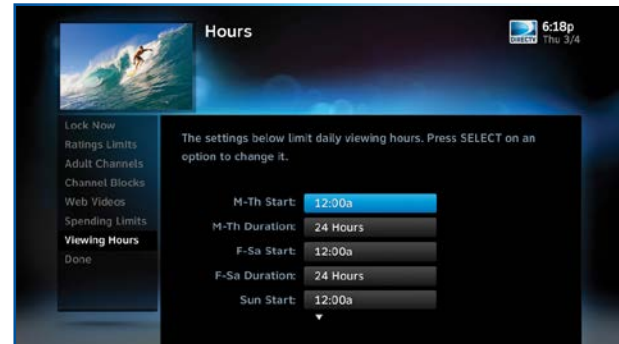 Hours
DIRECTV
6:18p
Thu 3/4
Lock Now
Ratings Limits
Adult Channels
Channel Blocks
Web Videos
Spending Limits
Viewing Hours
Done
The settings below limit daily viewing hours. Press SELECT on an
option to change it.
M-Th Start: 12:00a
M-Th Duration: 24 Hours
F-Sa Start: 12:00a
F-Sa Duration: 24 Hours
Sun Start: 12:00a